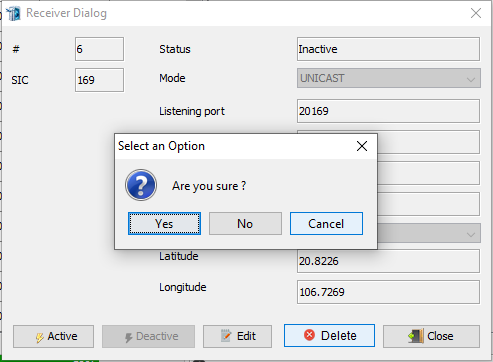 Receiver Dialog
# 6 Status Inactive
SIC 169 Mode UNICAST
Listening port 20169
Select an Option
Are you sure ?
Yes No Cancel
Latitude 20.8226
Longitude 106.7269
Active Deactive Edit Delete Close